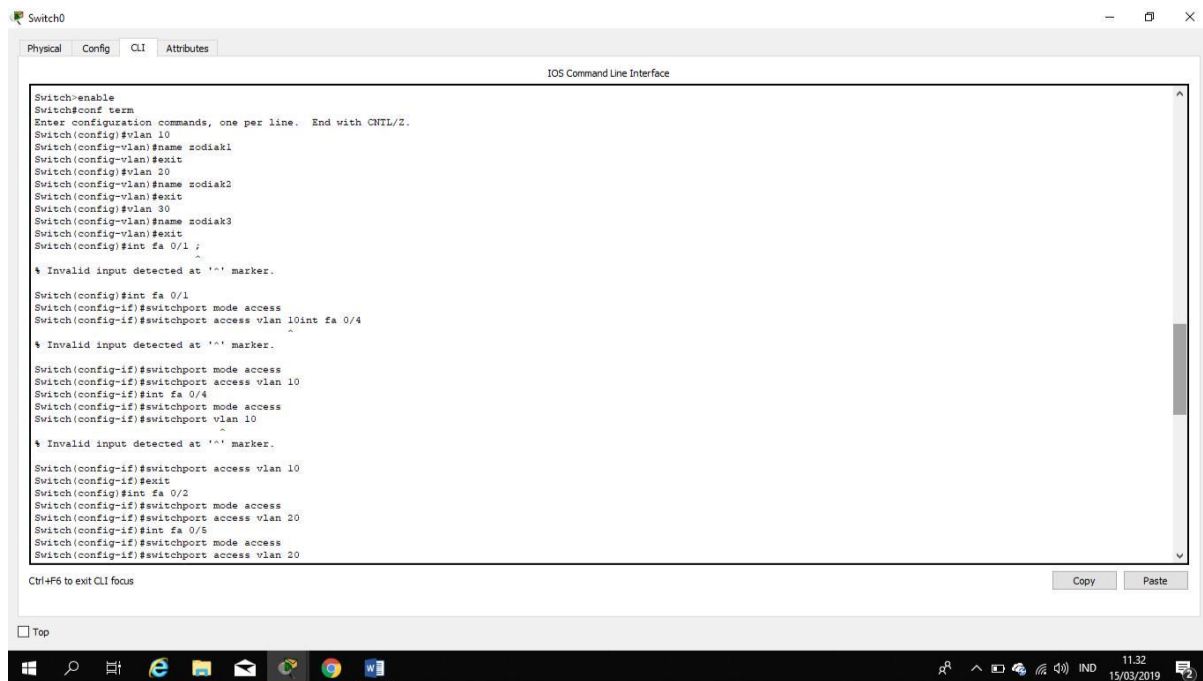 Switch0
Physical Config CLI Attributes
IOS Command Line Interface
Switch>enable
Switch#conf term
Enter configuration commands, one per line. End with CNTL/Z.
Switch(config)#vlan 10
Switch(config-vlan)#name zodiak1
Switch(config-vlan)#exit
Switch(config)#vlan 20
Switch(config-vlan)#name zodiak2
Switch(config-vlan)#exit
Switch(config)#vlan 30
Switch(config-vlan)#name zodiak3
Switch(config-vlan)#exit
Switch(config)#int fa 0/1 ;
^
% Invalid input detected at '^' marker.
Switch(config)#int fa 0/1
Switch(config-if)#switchport mode access
Switch(config-if)#switchport access vlan 10int fa 0/4
^
% Invalid input detected at '^' marker.
Switch(config-if)#switchport mode access
Switch(config-if)#switchport access vlan 10
Switch(config-if)#int fa 0/4
Switch(config-if)#switchport mode access
Switch(config-if)#switchport vlan 10
^
% Invalid input detected at '^' marker.
Switch(config-if)#switchport access vlan 10
Switch(config-if)#exit
Switch(config)#int fa 0/2
Switch(config-if)#switchport mode access
Switch(config-if)#switchport access vlan 20
Switch(config-if)#int fa 0/5
Switch(config-if)#switchport mode access
Switch(config-if)#switchport access vlan 20
Ctrl+F6 to exit CLI focus
Copy Paste
Top
IND
11.32
15/03/2019
2